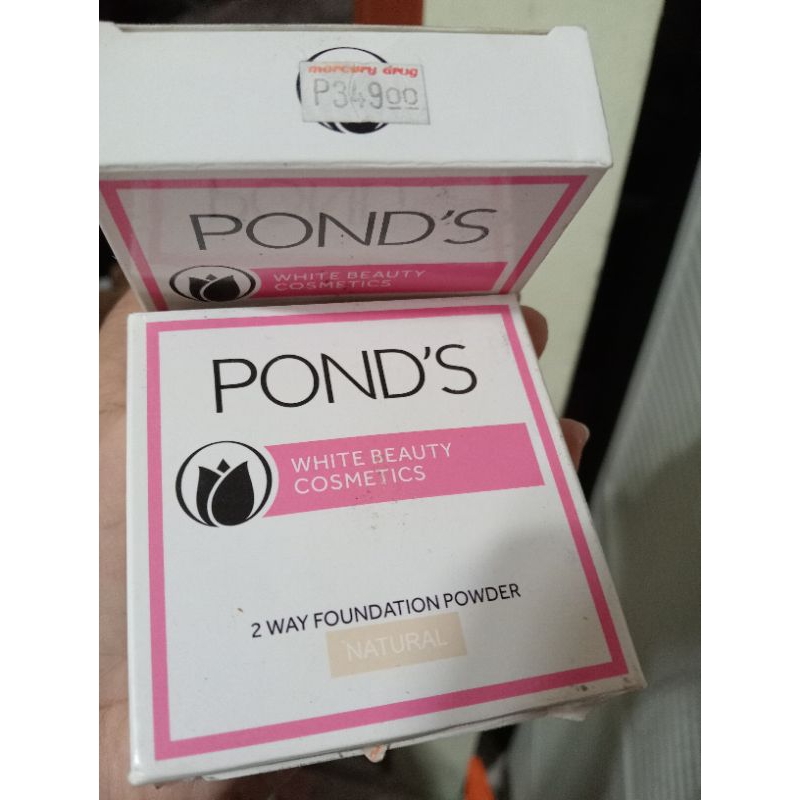 mercury drug
P349.00
POND'S
WHITE BEAUTY
COSMETICS
POND'S
WHITE BEAUTY
COSMETICS
2 WAY FOUNDATION POWDER
NATURAL